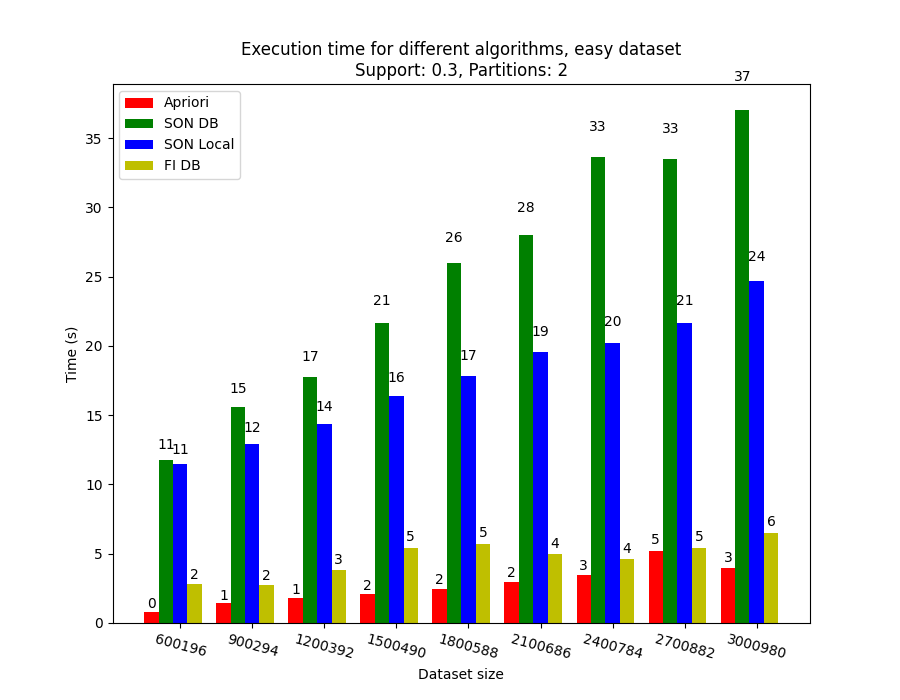 Execution time for different algorithms, easy dataset
Support: 0.3, Partitions: 2
Apriori
SON DB
SON Local
FI DB
Time (s)
35
30
25
20
15
10
5
0
0 11 11 2
1 15 12 2
1 17 14 3
2 21 16 5
2 26 17 5
2 28 19 4
3 33 20 4
5 33 21 5
3 37 24 6
600196 900294 1200392 1500490 1800588 2100686 2400784 2700882 3000980
Dataset size